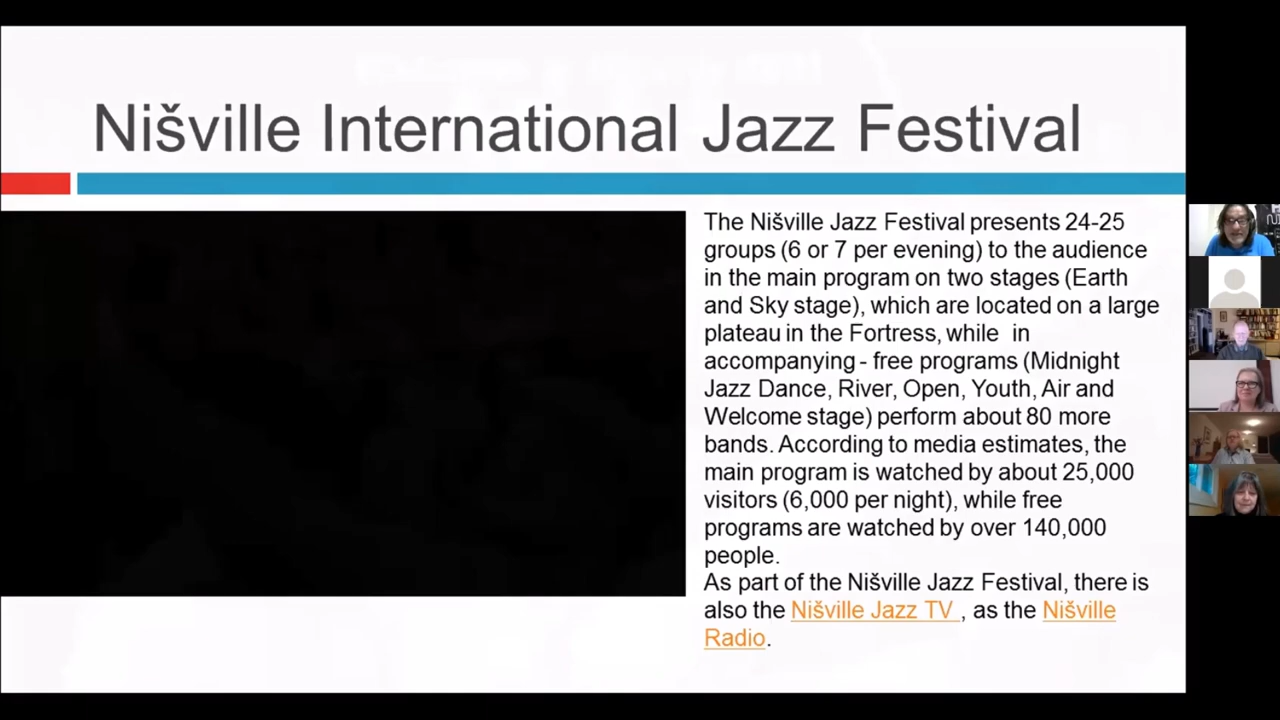 Nišville International Jazz Festival
The Nišville Jazz Festival presents 24-25
groups (6 or 7 per evening) to the audience
in the main program on two stages (Earth
and Sky stage), which are located on a large
plateau in the Fortress, while in
accompanying - free programs (Midnight
Jazz Dance, River, Open, Youth, Air and
Welcome stage) perform about 80 more
bands. According to media estimates, the
main program is watched by about 25,000
visitors (6,000 per night), while free
programs are watched by over 140,000
people.
As part of the Nišville Jazz Festival, there is
also the Nišville Jazz TV , as the Nišville
Radio.